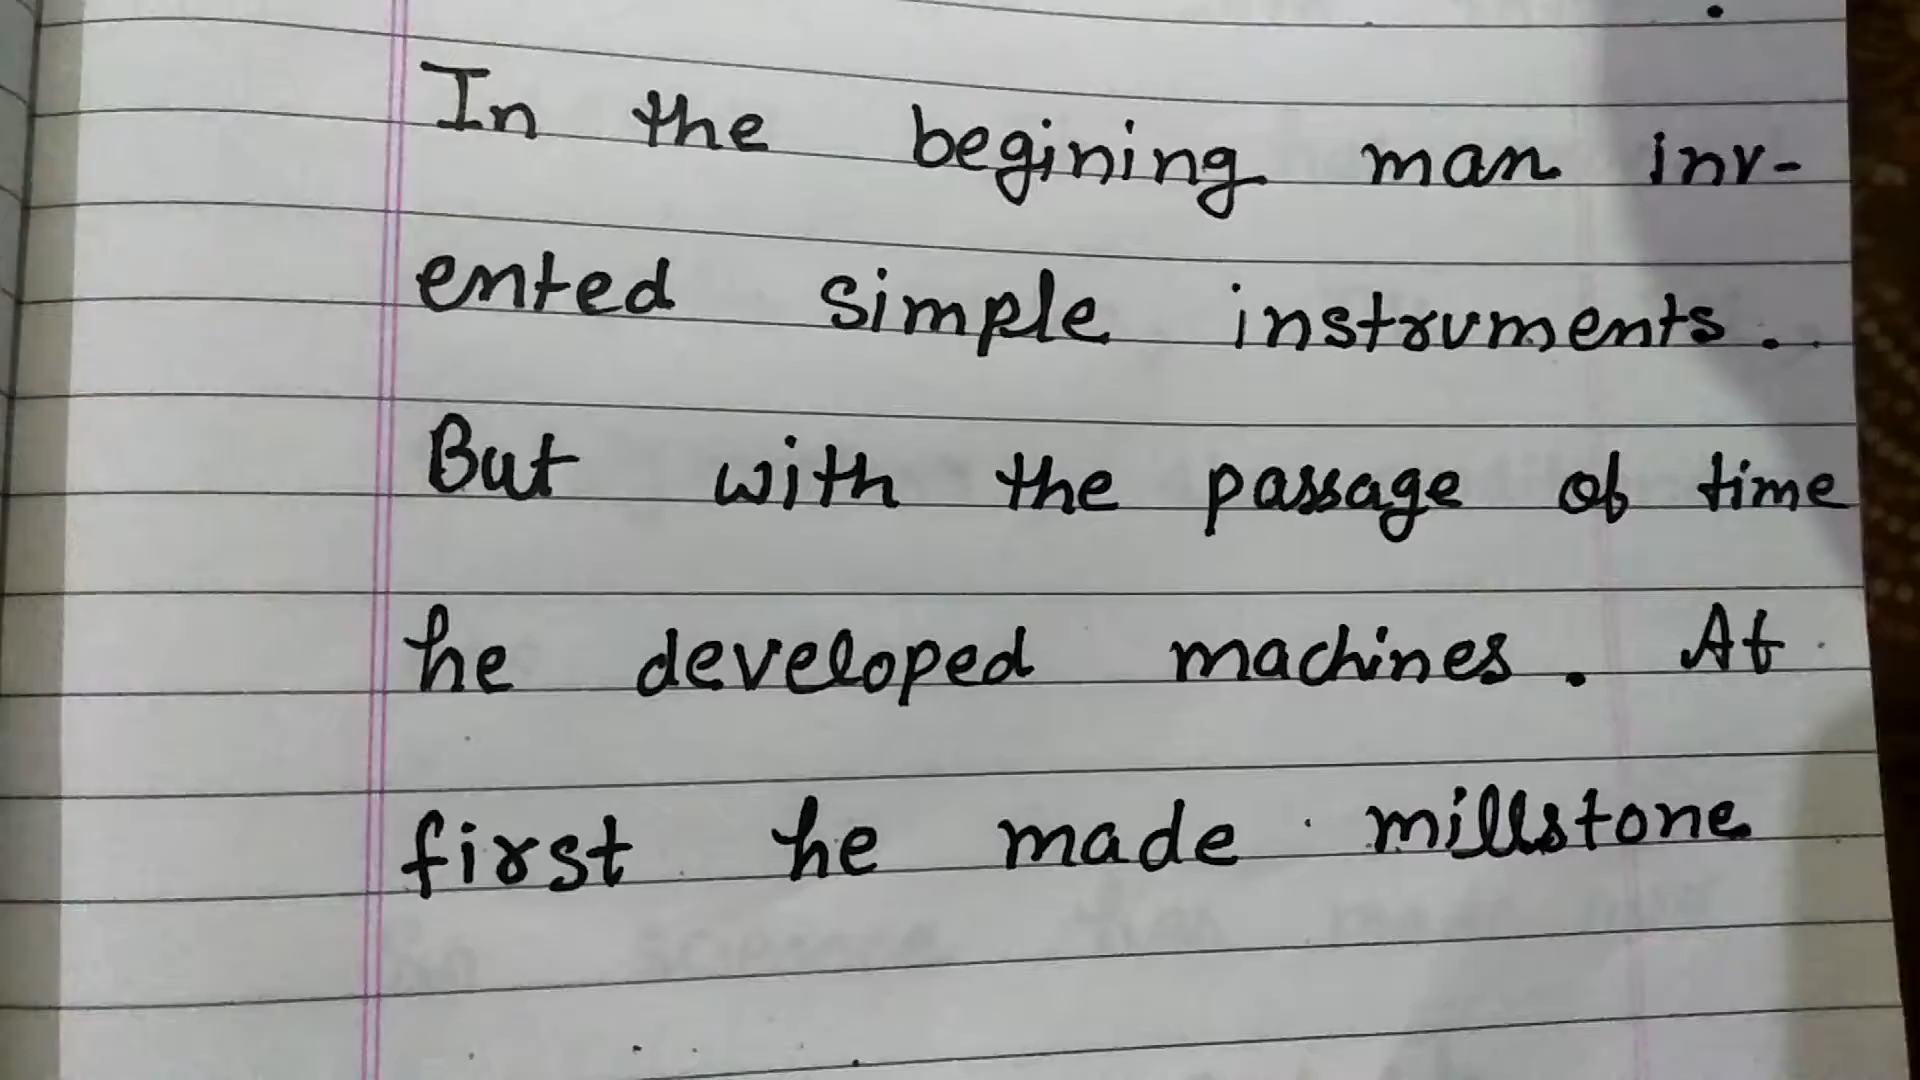 In the begining man inv-
ented simple instruments.
But with the passage of time
he developed machines. At
first he made millstone